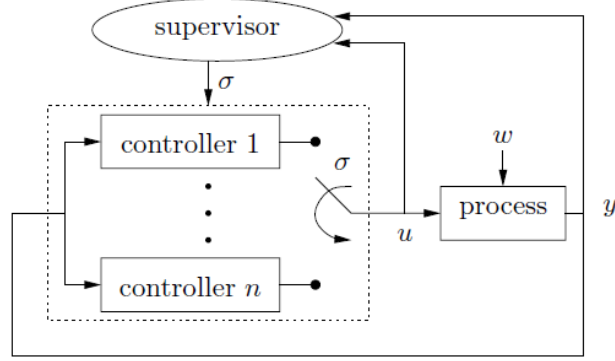 supervisor
σ
controller 1
σ
w
process
y
u
controller n